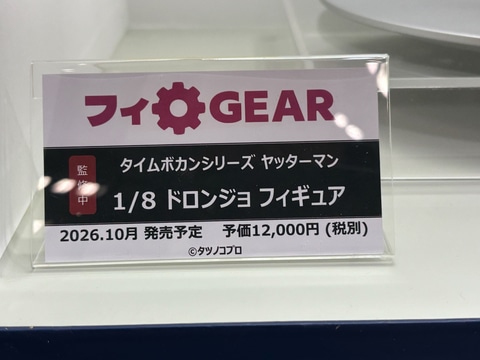 フィGEAR
監修中
タイムボカンシリーズ ヤッターマン
1/8 ドロンジョ フィギュア
2026.10月 発売予定 予価12,000円 (税別)
©タツノコプロ